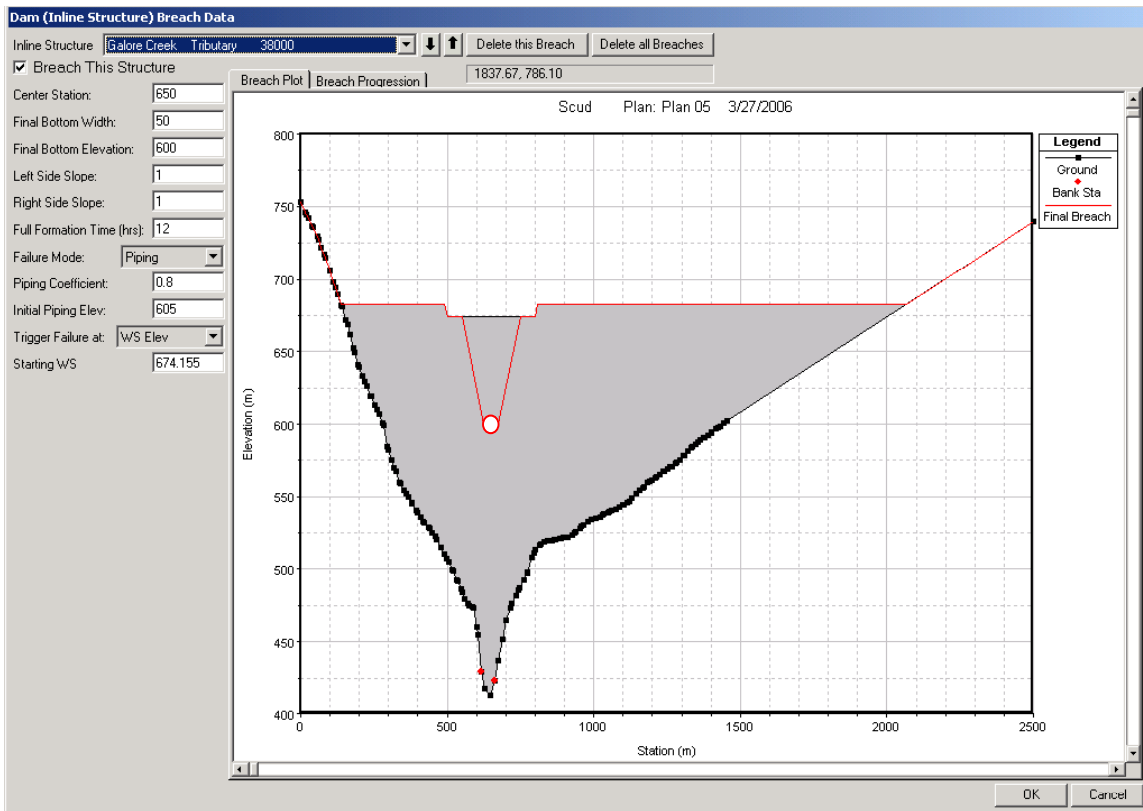 Dam (Inline Structure) Breach Data
Inline Structure Galore Creek Tributary 38000 Delete this Breach Delete all Breaches
Breach This Structure
1837.67, 786.10
Center Station: 650
Final Bottom Width: 50
Final Bottom Elevation: 600
Left Side Slope: 1
Right Side Slope: 1
Full Formation Time (hrs): 12
Failure Mode: Piping
Piping Coefficient: 0.8
Initial Piping Elev: 605
Trigger Failure at: WS Elev
Starting WS 674.155
Breach Plot Breach Progression
Scud Plan: Plan 05 3/27/2006
Legend
Ground
Bank Sta
Final Breach
800
750
700
650
600
550
500
450
400
Elevation (m)
0 500 1000 1500 2000 2500
Station (m)
OK Cancel